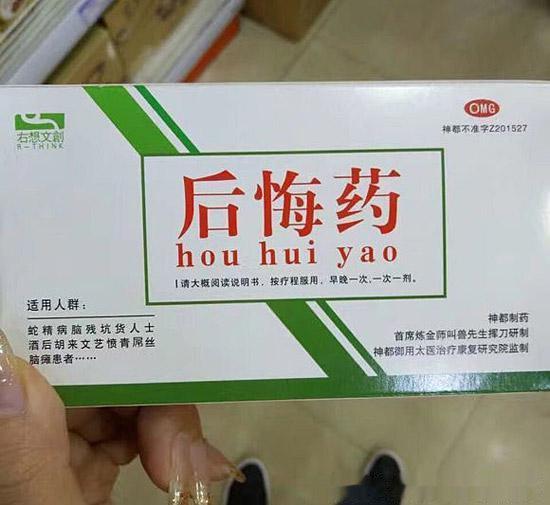 右想文創
R-THINK
OMG
神都不准字Z201527
后悔药
hou hui yao
请大概阅读说明书，按疗程服用，早晚一次，一次一剂。
适用人群：
蛇精病脑残坑货人士
酒后胡来文艺愤青屌丝
脑瘫患者……
神都制药
首席炼金师叫兽先生挥刀研制
神都御用太医治疗康复研究院监制